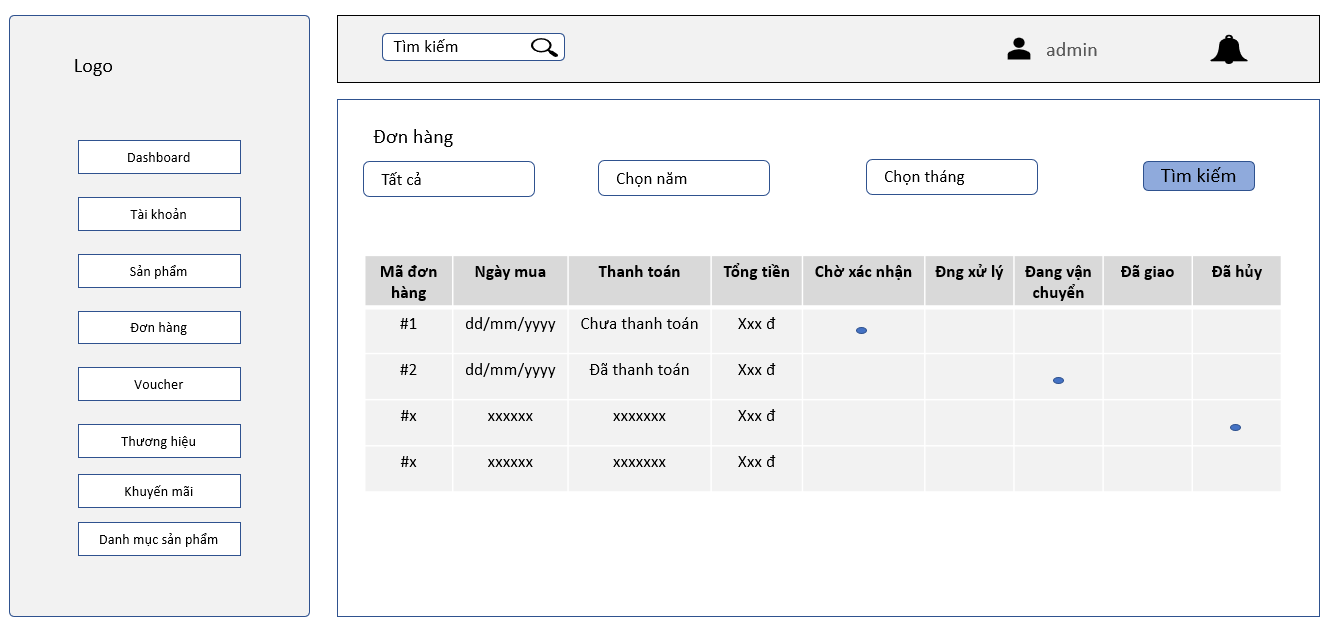 Logo
Dashboard
Tài khoản
Sản phẩm
Đơn hàng
Voucher
Thương hiệu
Khuyến mãi
Danh mục sản phẩm
Tìm kiếm
admin
Đơn hàng
Tất cả
Chọn năm
Chọn tháng
Tìm kiếm
Mã đơn hàng Ngày mua Thanh toán Tổng tiền Chờ xác nhận Đng xử lý Đang vận chuyển Đã giao Đã hủy
#1 dd/mm/yyyy Chưa thanh toán Xxx đ
#2 dd/mm/yyyy Đã thanh toán Xxx đ
#x xxxxxx xxxxxxx Xxx đ
#x xxxxxx xxxxxxx Xxx đ